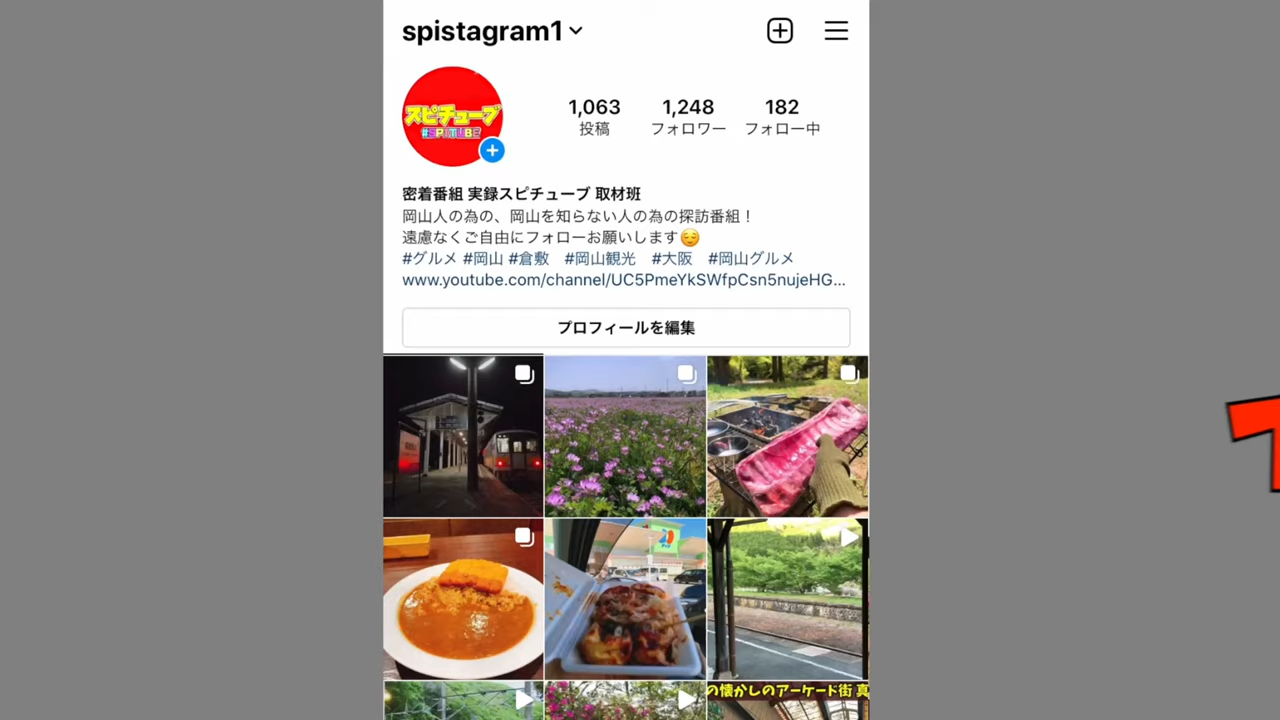 spistagram1
スピチューブ
#SPITUBE
1,063
投稿
1,248
フォロワー
182
フォロー中
密着番組 実録スピチューブ 取材班
岡山人の為の、岡山を知らない人の為の探訪番組！
遠慮なくご自由にフォローお願いします😌
#グルメ #岡山 #倉敷 #岡山観光 #大阪 #岡山グルメ
www.youtube.com/channel/UC5PmeYkSWfpCsn5nujeHG...
プロフィールを編集
の懐かしのアーケード街 真